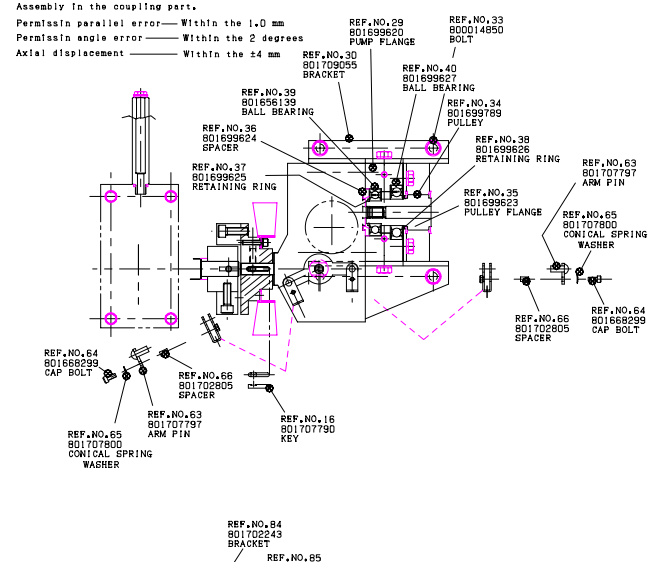 Assembly in the coupling part.
Permissin parallel error — Within the 1.0 mm
Permissin angle error — Within the 2 degrees
Axial displacement — Within the ±4 mm
REF.NO.29
801699620
PUMP FLANGE
REF.NO.33
800014850
BOLT
REF.NO.30
801709055
BRACKET
REF.NO.40
801699627
BALL BEARING
REF.NO.39
801656139
BALL BEARING
REF.NO.34
801699789
PULLEY
REF.NO.36
801699624
SPACER
REF.NO.38
801699626
RETAINING RING
REF.NO.37
801699625
RETAINING RING
REF.NO.63
801707797
ARM PIN
REF.NO.35
801699623
PULLEY FLANGE
REF.NO.65
801707800
CONICAL SPRING
WASHER
REF.NO.64
801668299
CAP BOLT
REF.NO.66
801702805
SPACER
REF.NO.64
801668299
CAP BOLT
REF.NO.66
801702805
SPACER
REF.NO.63
801707797
ARM PIN
REF.NO.16
801707790
KEY
REF.NO.65
801707800
CONICAL SPRING
WASHER
REF.NO.84
801702243
BRACKET
REF.NO.85